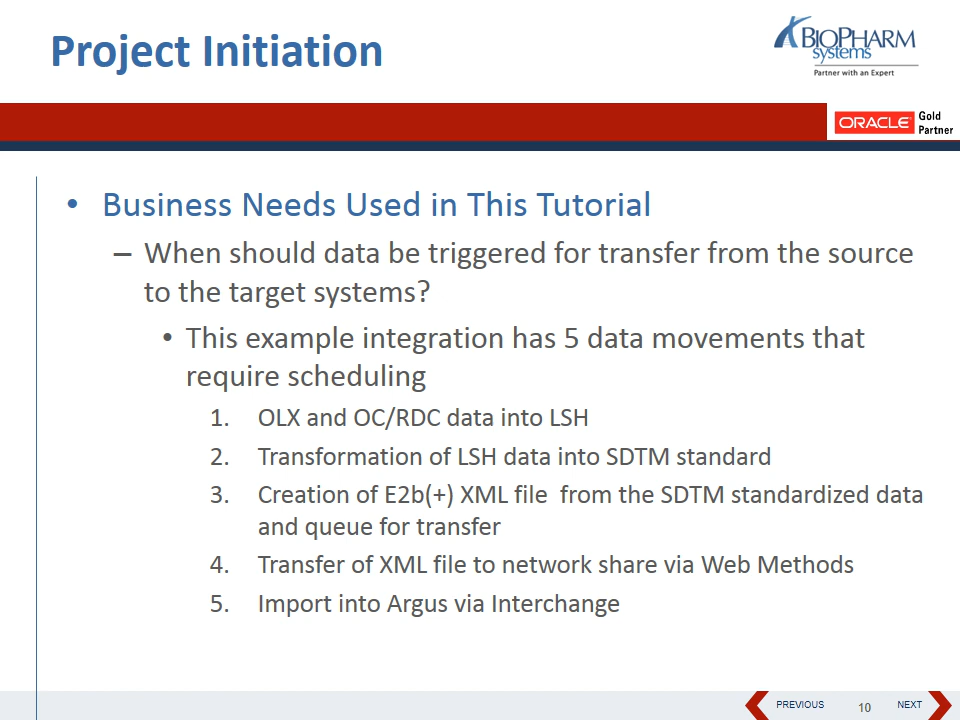 Project Initiation
BIOPHARM
systems
Partner with an Expert
ORACLE Gold
Partner
• Business Needs Used in This Tutorial
– When should data be triggered for transfer from the source
to the target systems?
• This example integration has 5 data movements that
require scheduling
1. OLX and OC/RDC data into LSH
2. Transformation of LSH data into SDTM standard
3. Creation of E2b(+) XML file from the SDTM standardized data
and queue for transfer
4. Transfer of XML file to network share via Web Methods
5. Import into Argus via Interchange
PREVIOUS 10 NEXT